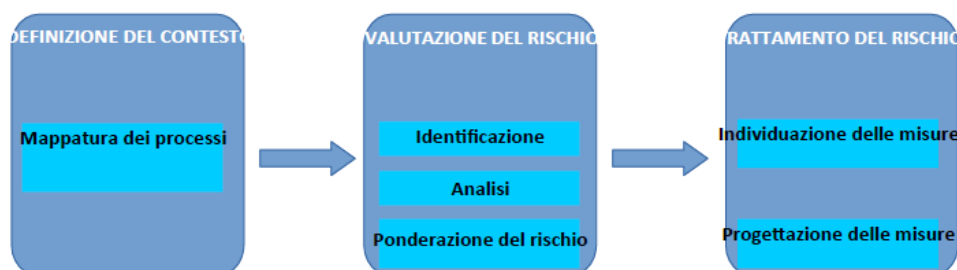 DEFINIZIONE DEL CONTESTO
Mappatura dei processi
VALUTAZIONE DEL RISCHIO
Identificazione
Analisi
Ponderazione del rischio
RATTAMENTO DEL RISCHIO
Individuazione delle misure
Progettazione delle misure